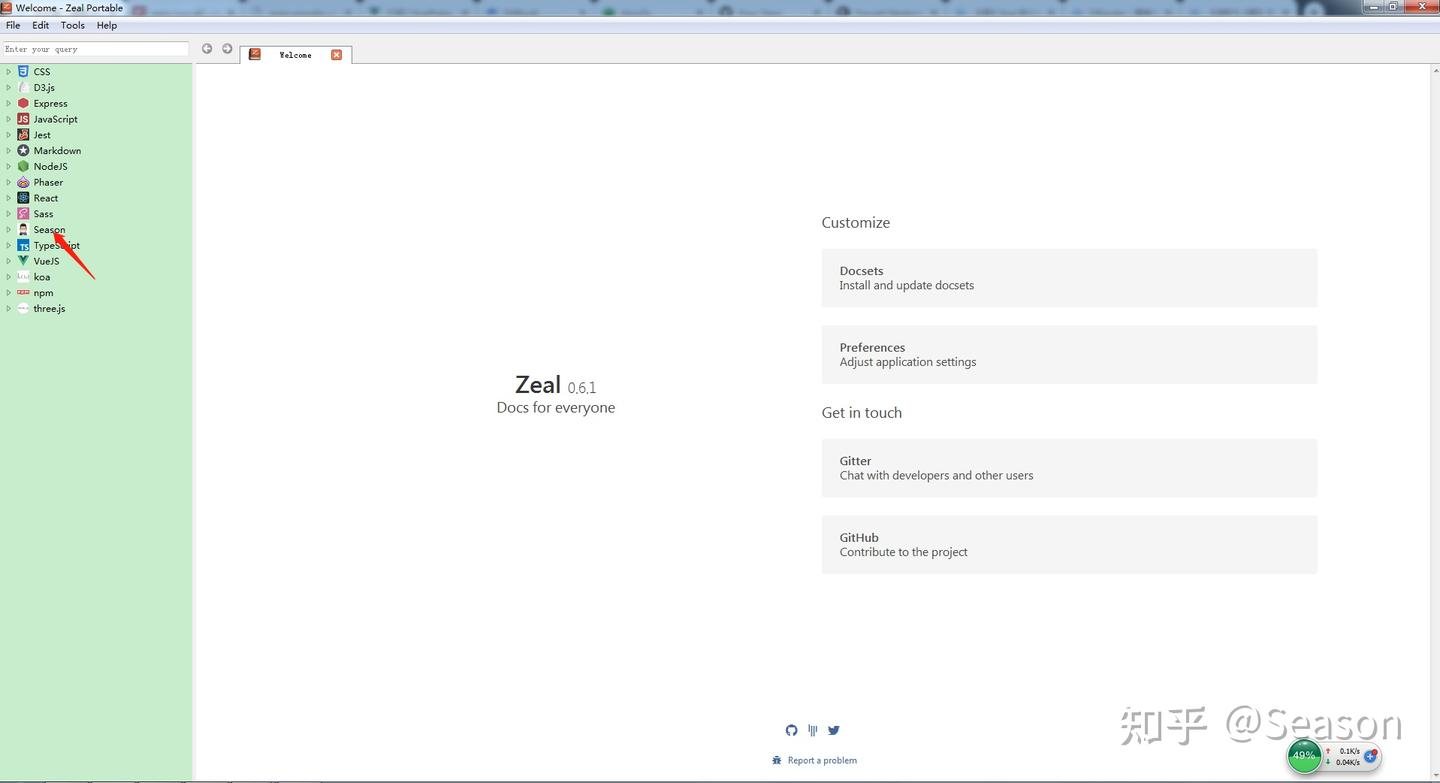 Welcome - Zeal Portable
File Edit Tools Help
Enter your query
Welcome
CSS
D3.js
Express
JS JavaScript
Jest
Markdown
NodeJS
Phaser
React
Sass
Season
TS TypeScript
VueJS
koa
npm
three.js
Zeal 0.6.1
Docs for everyone
Customize
Docsets
Install and update docsets
Preferences
Adjust application settings
Get in touch
Gitter
Chat with developers and other users
GitHub
Contribute to the project
Report a problem
知乎 @Season
49%
0.1K/s
0.04K/s